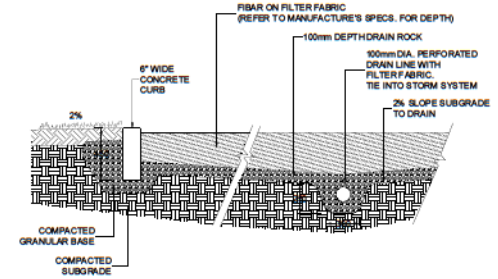 FIBAR ON FILTER FABRIC
(REFER TO MANUFACTURE'S SPECS. FOR DEPTH)
100mm DEPTH DRAIN ROCK
100mm DIA. PERFORATED
DRAIN LINE WITH
FILTER FABRIC.
TIE INTO STORM SYSTEM
6" WIDE
CONCRETE
CURB
2%
2% SLOPE SUBGRADE
TO DRAIN
COMPACTED
GRANULAR BASE
COMPACTED
SUBGRADE